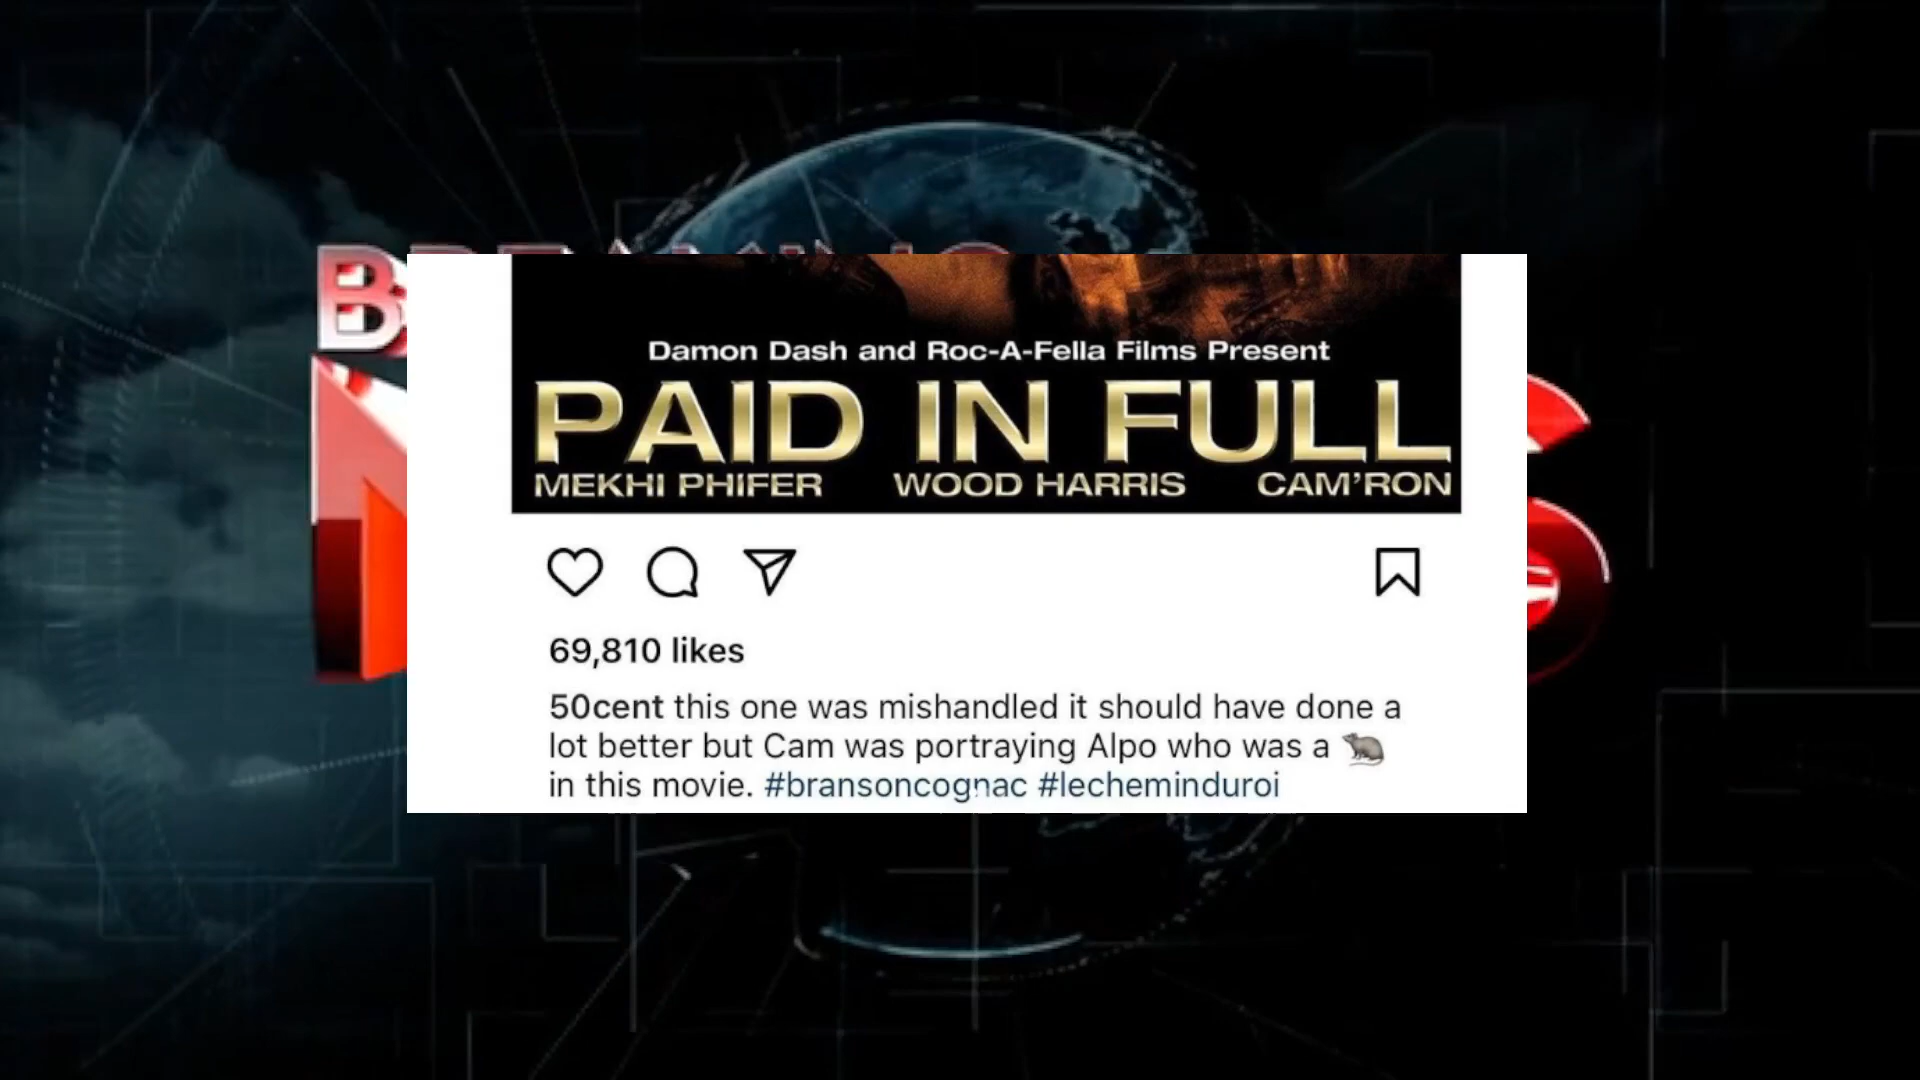 B
Damon Dash and Roc-A-Fella Films Present
PAID IN FULL
MEKHI PHIFER WOOD HARRIS CAM'RON
69,810 likes
50cent this one was mishandled it should have done a
lot better but Cam was portraying Alpo who was a 🐀
in this movie. #bransoncognac #lecheminduroi